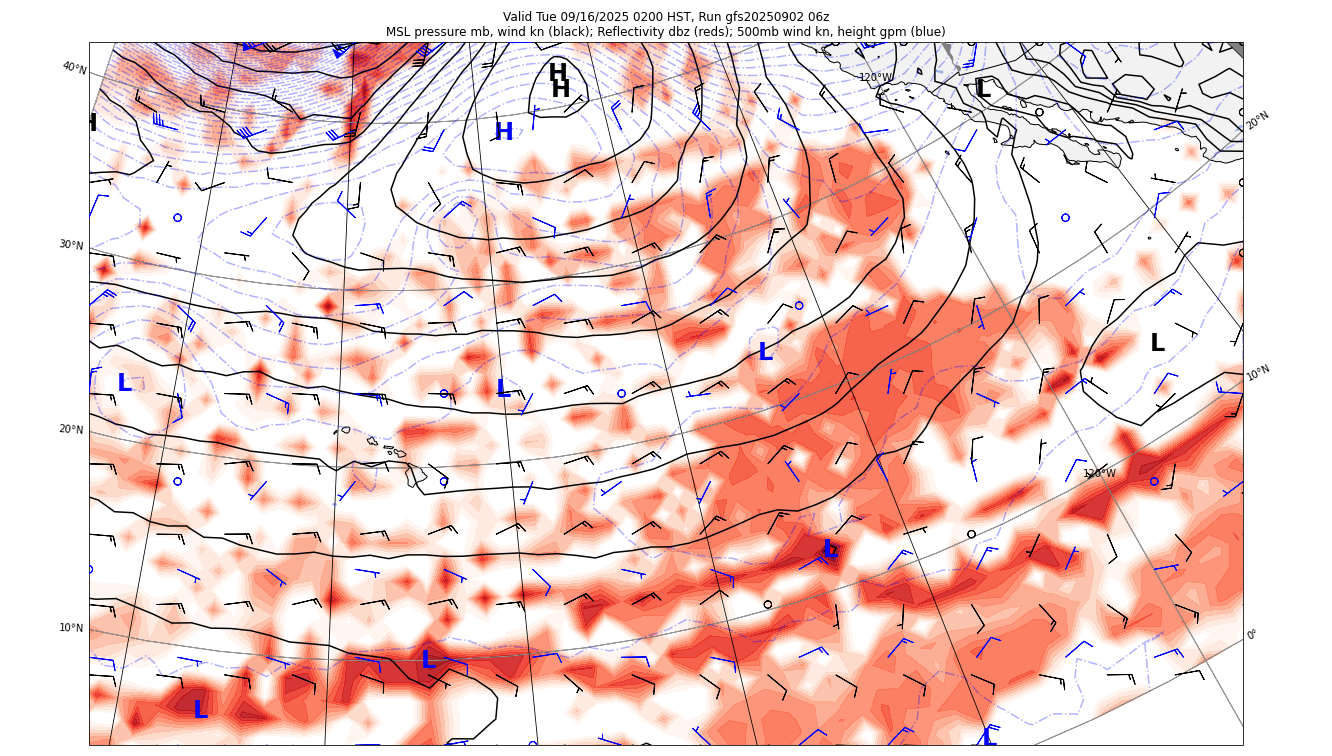 Valid Tue 09/16/2025 0200 HST, Run gfs20250902 06z
MSL pressure mb, wind kn (black); Reflectivity dbz (reds); 500mb wind kn, height gpm (blue)
40°N
H
H
H
H
120°W
L
20°N
30°N
L
L
10°N
L
L
20°N
120°W
L
10°N
0°
L
L
L